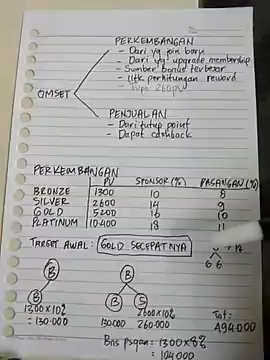 PERKEMBANGAN
- Dari yg join baru
- Dari yg upgrade membership
- Sumber bonus terbesar
- Utk perhitungan reward
OMSET
PENJUALAN
- Dari tutup point
- Dapat cashback
PERKEMBANGAN
PV SPONSOR (%) PASANGAN (%)
BRONZE 1300 10 8
SILVER 2600 14 9
GOLD 5200 16 10
PLATINUM 10.400 18 11
TARGET AWAL: GOLD SECEPATNYA
6 6
B B
B B S
1300 x 10% 2600 x 10% Tot:
= 130.000 130.000 260.000 494.000
Bns psgan: = 1300 x 8%
= 104.000